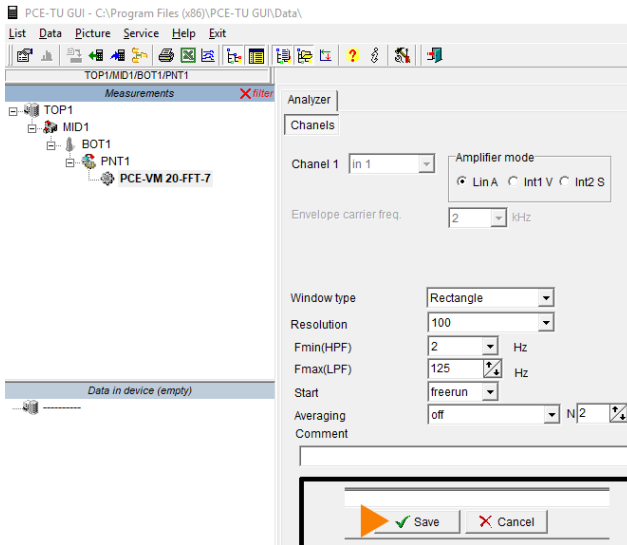 PCE-TU GUI - C:\Program Files (x86)\PCE-TU GUI\Data\
List Data Picture Service Help Exit
TOP1/MID1/BOT1/PNT1
Measurements filter
TOP1
MID1
BOT1
PNT1
PCE-VM 20-FFT-7
Data in device (empty)
----------
Analyzer
Chanels
Chanel 1 in 1
Amplifier mode
Lin A Int1 V Int2 S
Envelope carrier freq. 2 kHz
Window type Rectangle
Resolution 100
Fmin(HPF) 2 Hz
Fmax(LPF) 125 Hz
Start freerun
Averaging off N 2
Comment
Save Cancel